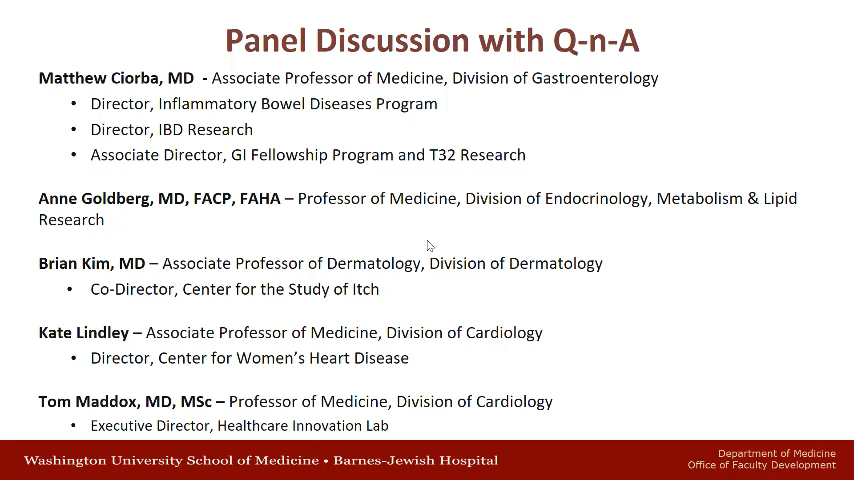 Panel Discussion with Q-n-A
Matthew Ciorba, MD  - Associate Professor of Medicine, Division of Gastroenterology
• Director, Inflammatory Bowel Diseases Program
• Director, IBD Research
• Associate Director, GI Fellowship Program and T32 Research
Anne Goldberg, MD, FACP, FAHA – Professor of Medicine, Division of Endocrinology, Metabolism & Lipid
Research
Brian Kim, MD – Associate Professor of Dermatology, Division of Dermatology
• Co-Director, Center for the Study of Itch
Kate Lindley – Associate Professor of Medicine, Division of Cardiology
• Director, Center for Women's Heart Disease
Tom Maddox, MD, MSc – Professor of Medicine, Division of Cardiology
• Executive Director, Healthcare Innovation Lab
Washington University School of Medicine • Barnes-Jewish Hospital
Department of Medicine
Office of Faculty Development